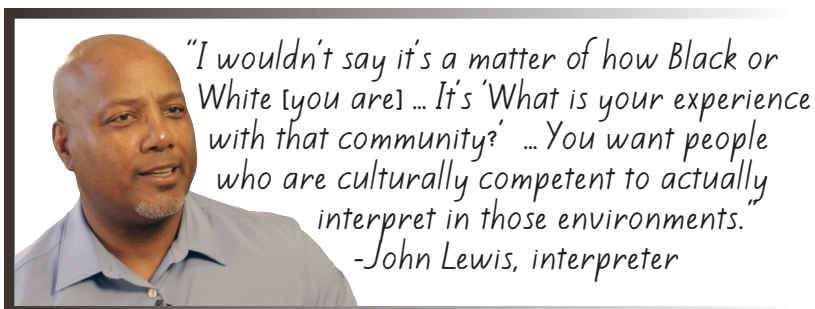 "I wouldn't say it's a matter of how Black or
White [you are] ... It's 'What is your experience
with that community?' ... You want people
who are culturally competent to actually
interpret in those environments."
-John Lewis, interpreter